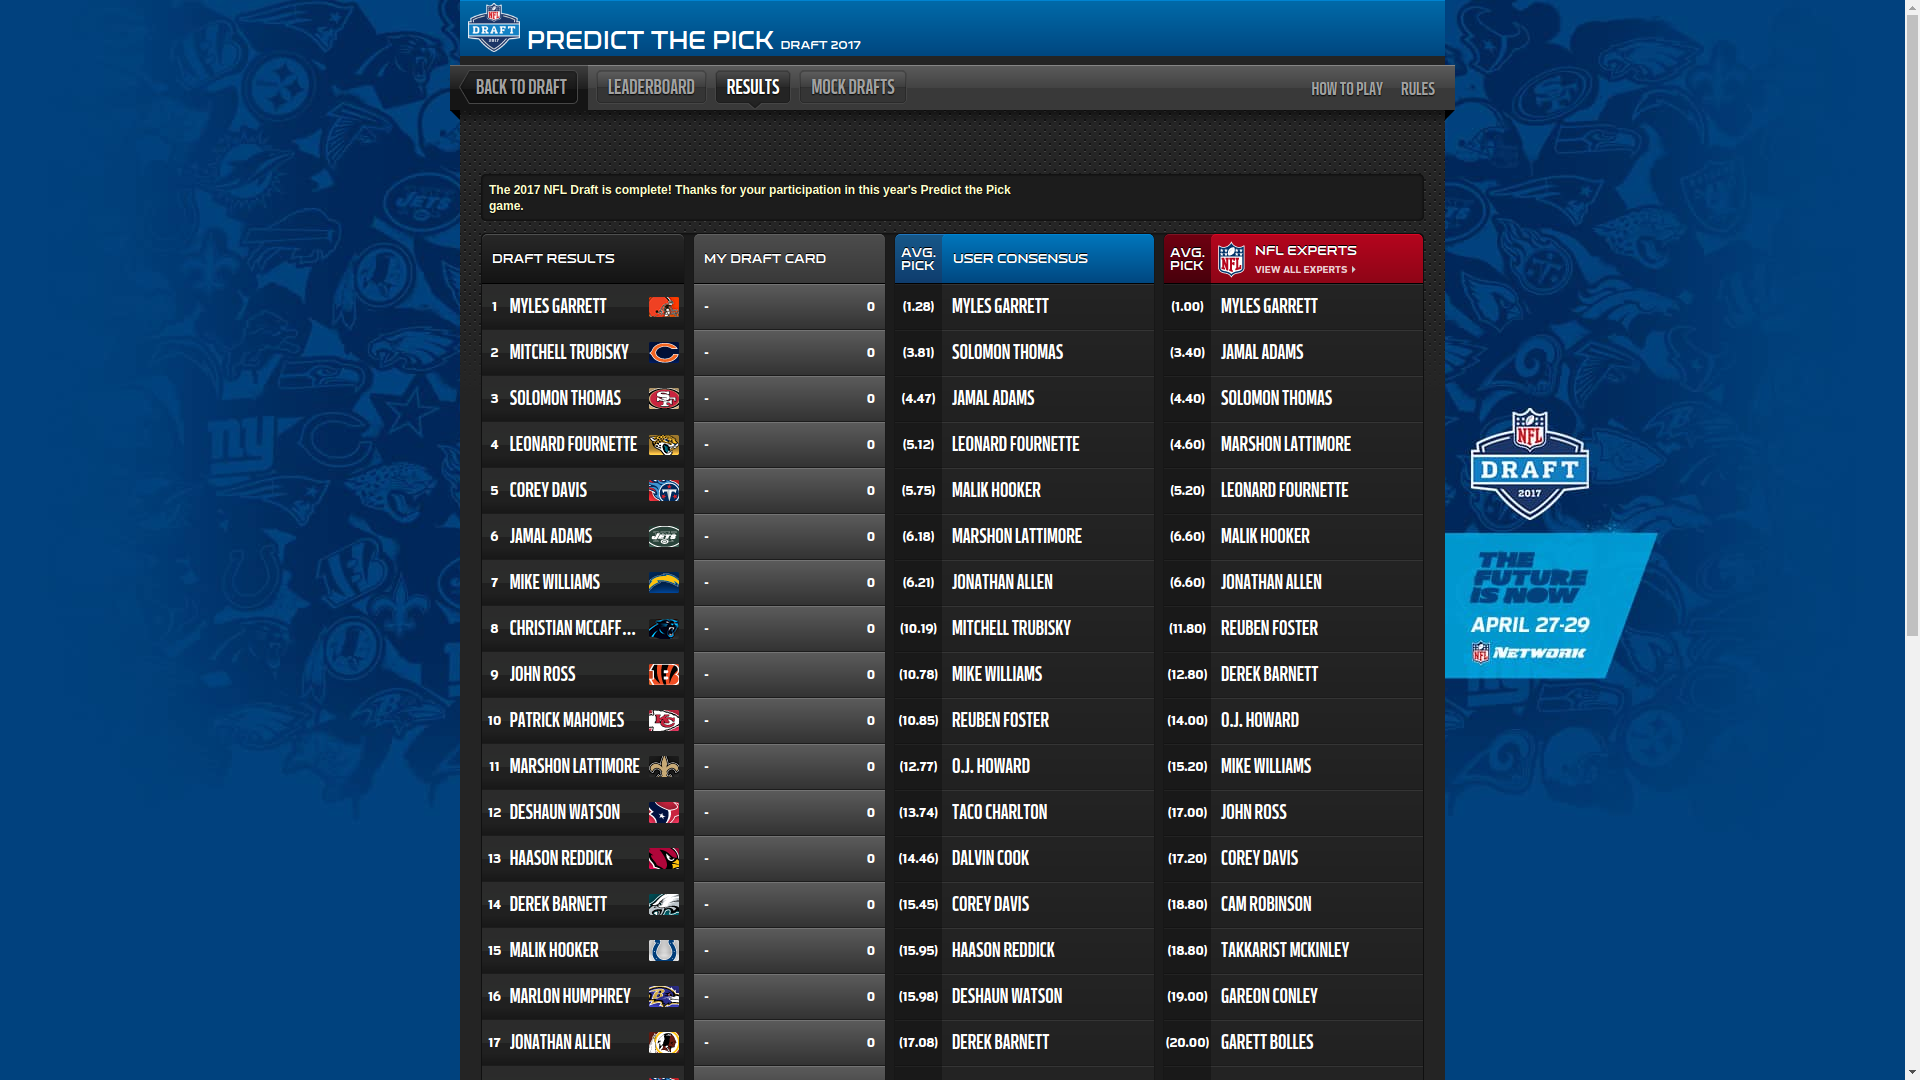 NFL
DRAFT
2017
PREDICT THE PICK DRAFT 2017
BACK TO DRAFT LEADERBOARD RESULTS MOCK DRAFTS HOW TO PLAY RULES
The 2017 NFL Draft is complete! Thanks for your participation in this year's Predict the Pick
game.
DRAFT RESULTS MY DRAFT CARD AVG. PICK USER CONSENSUS AVG. PICK NFL NFL EXPERTS
VIEW ALL EXPERTS
1 MYLES GARRETT - 0 (1.28) MYLES GARRETT (1.00) MYLES GARRETT
2 MITCHELL TRUBISKY - 0 (3.81) SOLOMON THOMAS (3.40) JAMAL ADAMS
3 SOLOMON THOMAS - 0 (4.47) JAMAL ADAMS (4.40) SOLOMON THOMAS
4 LEONARD FOURNETTE - 0 (5.12) LEONARD FOURNETTE (4.60) MARSHON LATTIMORE
5 COREY DAVIS - 0 (5.75) MALIK HOOKER (5.20) LEONARD FOURNETTE
6 JAMAL ADAMS JETS - 0 (6.18) MARSHON LATTIMORE (6.60) MALIK HOOKER
7 MIKE WILLIAMS - 0 (6.21) JONATHAN ALLEN (6.60) JONATHAN ALLEN
8 CHRISTIAN MCCAFF... - 0 (10.19) MITCHELL TRUBISKY (11.80) REUBEN FOSTER
9 JOHN ROSS - 0 (10.78) MIKE WILLIAMS (12.80) DEREK BARNETT
10 PATRICK MAHOMES - 0 (10.85) REUBEN FOSTER (14.00) O.J. HOWARD
11 MARSHON LATTIMORE - 0 (12.77) O.J. HOWARD (15.20) MIKE WILLIAMS
12 DESHAUN WATSON - 0 (13.74) TACO CHARLTON (17.00) JOHN ROSS
13 HAASON REDDICK - 0 (14.46) DALVIN COOK (17.20) COREY DAVIS
14 DEREK BARNETT - 0 (15.45) COREY DAVIS (18.80) CAM ROBINSON
15 MALIK HOOKER - 0 (15.95) HAASON REDDICK (18.80) TAKKARIST MCKINLEY
16 MARLON HUMPHREY - 0 (15.98) DESHAUN WATSON (19.00) GAREON CONLEY
17 JONATHAN ALLEN - 0 (17.08) DEREK BARNETT (20.00) GARETT BOLLES
NFL
DRAFT
2017
THE
FUTURE
IS NOW
APRIL 27-29
NFL NETWORK